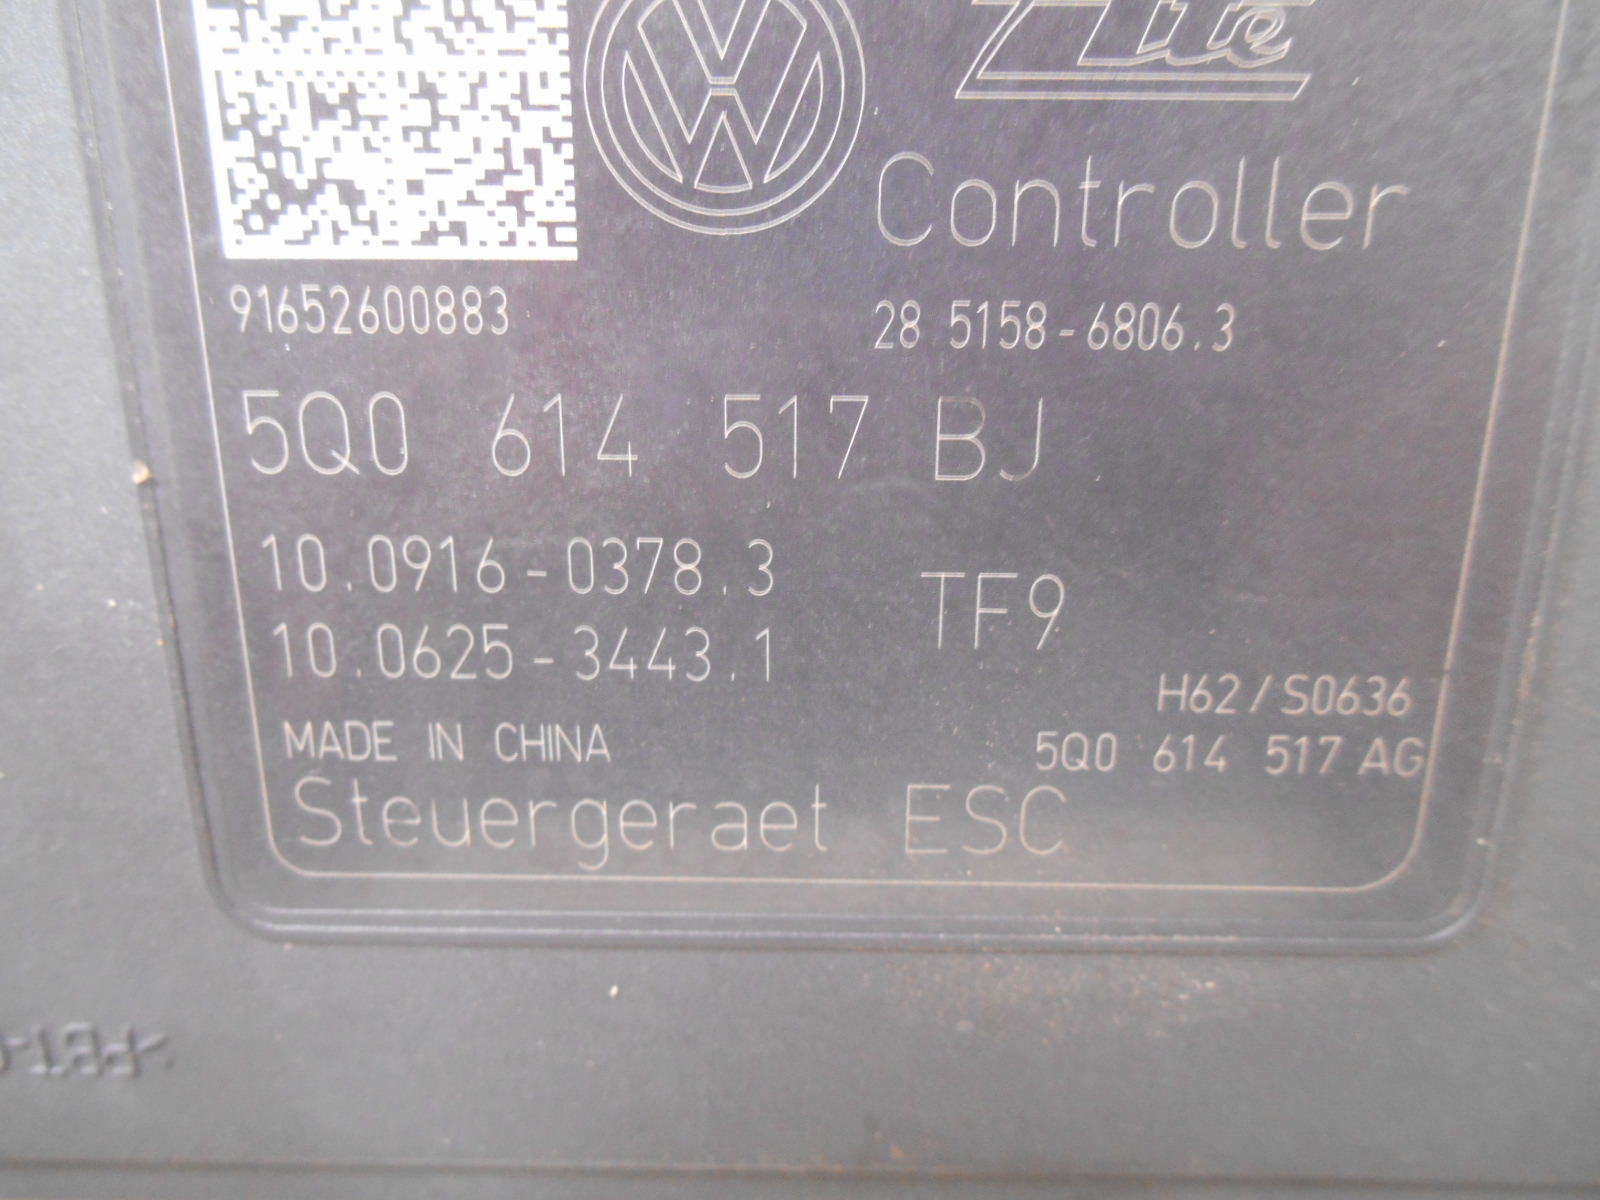 Ate
Controller
91652600883
28 5158-6806.3
5Q0 614 517 BJ
10.0916-0378.3
TF9
10.0625-3443.1
H62/S0636
MADE IN CHINA
5Q0 614 517 AG
Steuergeraet ESC